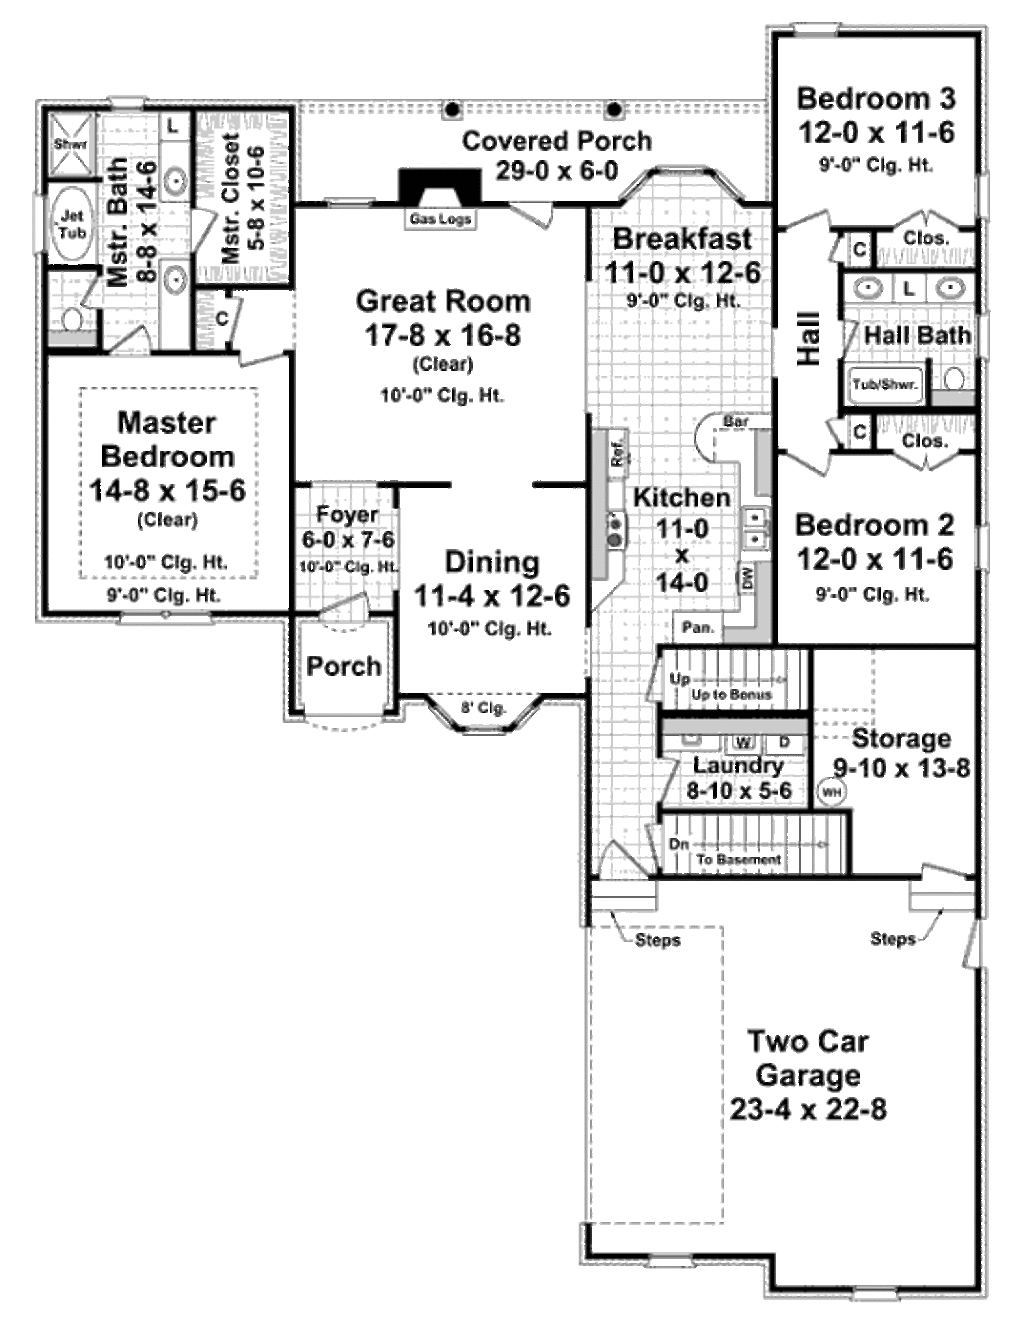 Bedroom 3
12-0 x 11-6
9'-0" Clg. Ht.
Covered Porch
29-0 x 6-0
Shwr
L
Mstr. Bath
8-8 x 14-6
Mstr. Closet
5-8 x 10-6
Jet
Tub
C
Gas Logs
Great Room
17-8 x 16-8
(Clear)
10'-0" Clg. Ht.
Breakfast
11-0 x 12-6
9'-0" Clg. Ht.
C
Clos.
L
Hall
Hall Bath
Tub/Shwr.
C
Clos.
Master
Bedroom
14-8 x 15-6
(Clear)
10'-0" Clg. Ht.
9'-0" Clg. Ht.
Bar
Ref.
Kitchen
11-0
x
14-0
DW
Pan.
Bedroom 2
12-0 x 11-6
9'-0" Clg. Ht.
Foyer
6-0 x 7-6
10'-0" Clg. Ht.
Dining
11-4 x 12-6
10'-0" Clg. Ht.
8' Clg.
Porch
Up
Up to Bonus
W
D
Laundry
8-10 x 5-6
Storage
9-10 x 13-8
WH
Dn
To Basement
Steps
Steps
Two Car
Garage
23-4 x 22-8